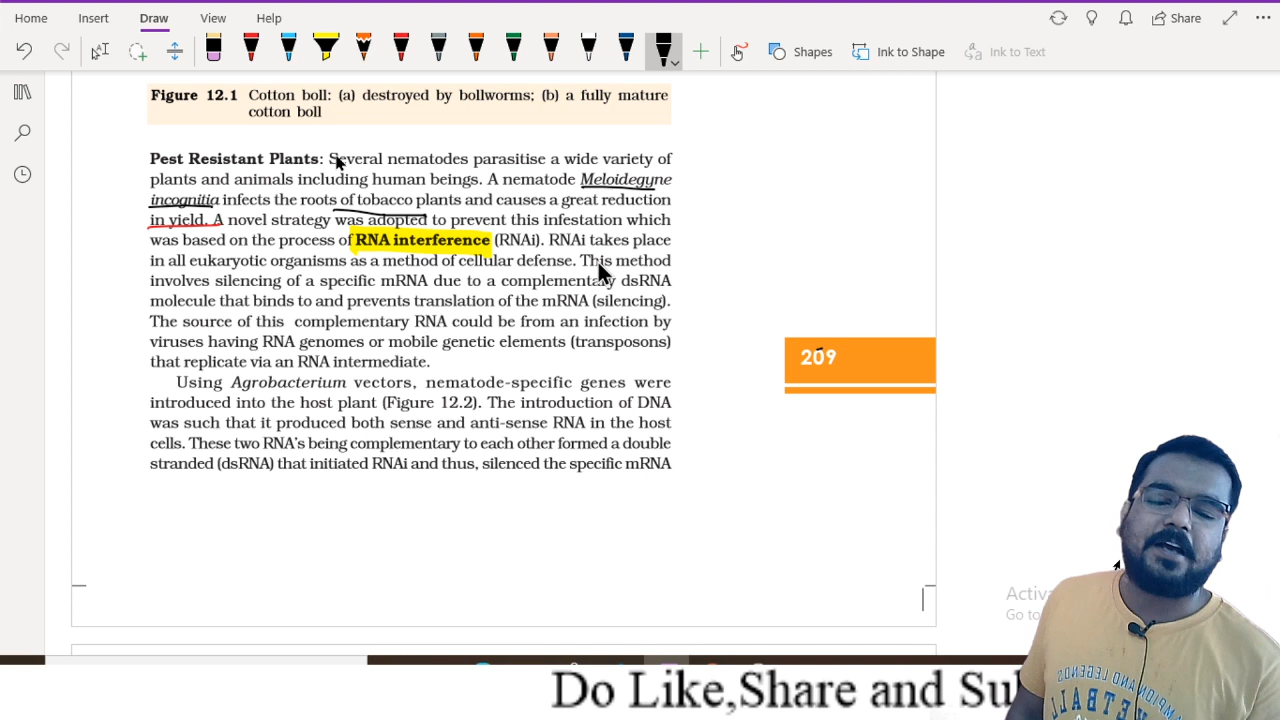 Home Insert Draw View Help Share
Shapes Ink to Shape Ink to Text
Figure 12.1 Cotton boll: (a) destroyed by bollworms; (b) a fully mature
cotton boll
Pest Resistant Plants: Several nematodes parasitise a wide variety of
plants and animals including human beings. A nematode Meloidegyne
incognitia infects the roots of tobacco plants and causes a great reduction
in yield. A novel strategy was adopted to prevent this infestation which
was based on the process of RNA interference (RNAi). RNAi takes place
in all eukaryotic organisms as a method of cellular defense. This method
involves silencing of a specific mRNA due to a complementary dsRNA
molecule that binds to and prevents translation of the mRNA (silencing).
The source of this complementary RNA could be from an infection by
viruses having RNA genomes or mobile genetic elements (transposons)
that replicate via an RNA intermediate.
209
Using Agrobacterium vectors, nematode-specific genes were
introduced into the host plant (Figure 12.2). The introduction of DNA
was such that it produced both sense and anti-sense RNA in the host
cells. These two RNA's being complementary to each other formed a double
stranded (dsRNA) that initiated RNAi and thus, silenced the specific mRNA
Activa
Go to
Do Like,Share and Su